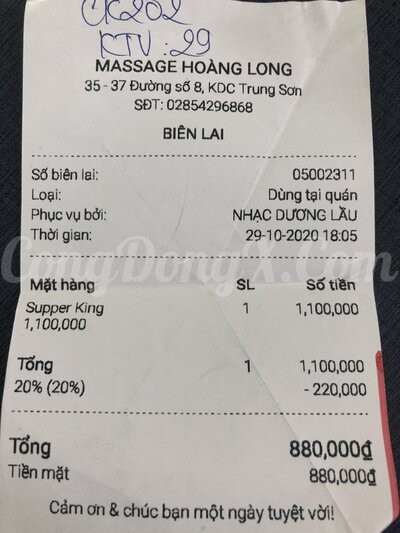 CK202
KTV: 29
MASSAGE HOÀNG LONG
35 - 37 Đường số 8, KDC Trung Sơn
SĐT: 02854296868
BIÊN LAI
Số biên lai: 05002311
Loại: Dùng tại quán
Phục vụ bởi: NHẠC DƯƠNG LẦU
Thời gian: 29-10-2020 18:05
CongDongX.Com
Mặt hàng SL Số tiền
Supper King 1 1,100,000
1,100,000
Tổng 1 1,100,000
20% (20%) - 220,000
Tổng 880,000₫
Tiền mặt 880,000₫
Cảm ơn & chúc bạn một ngày tuyệt vời!